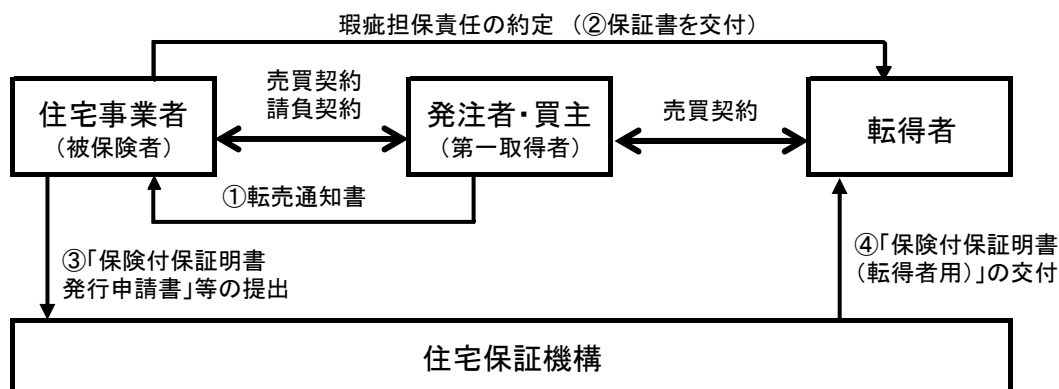 瑕疵担保責任の約定 (②保証書を交付)
住宅事業者
(被保険者)
売買契約
請負契約
発注者・買主
(第一取得者)
売買契約
転得者
①転売通知書
③「保険付保証明書
発行申請書」等の提出
④「保険付保証明書
(転得者用)」の交付
住宅保証機構